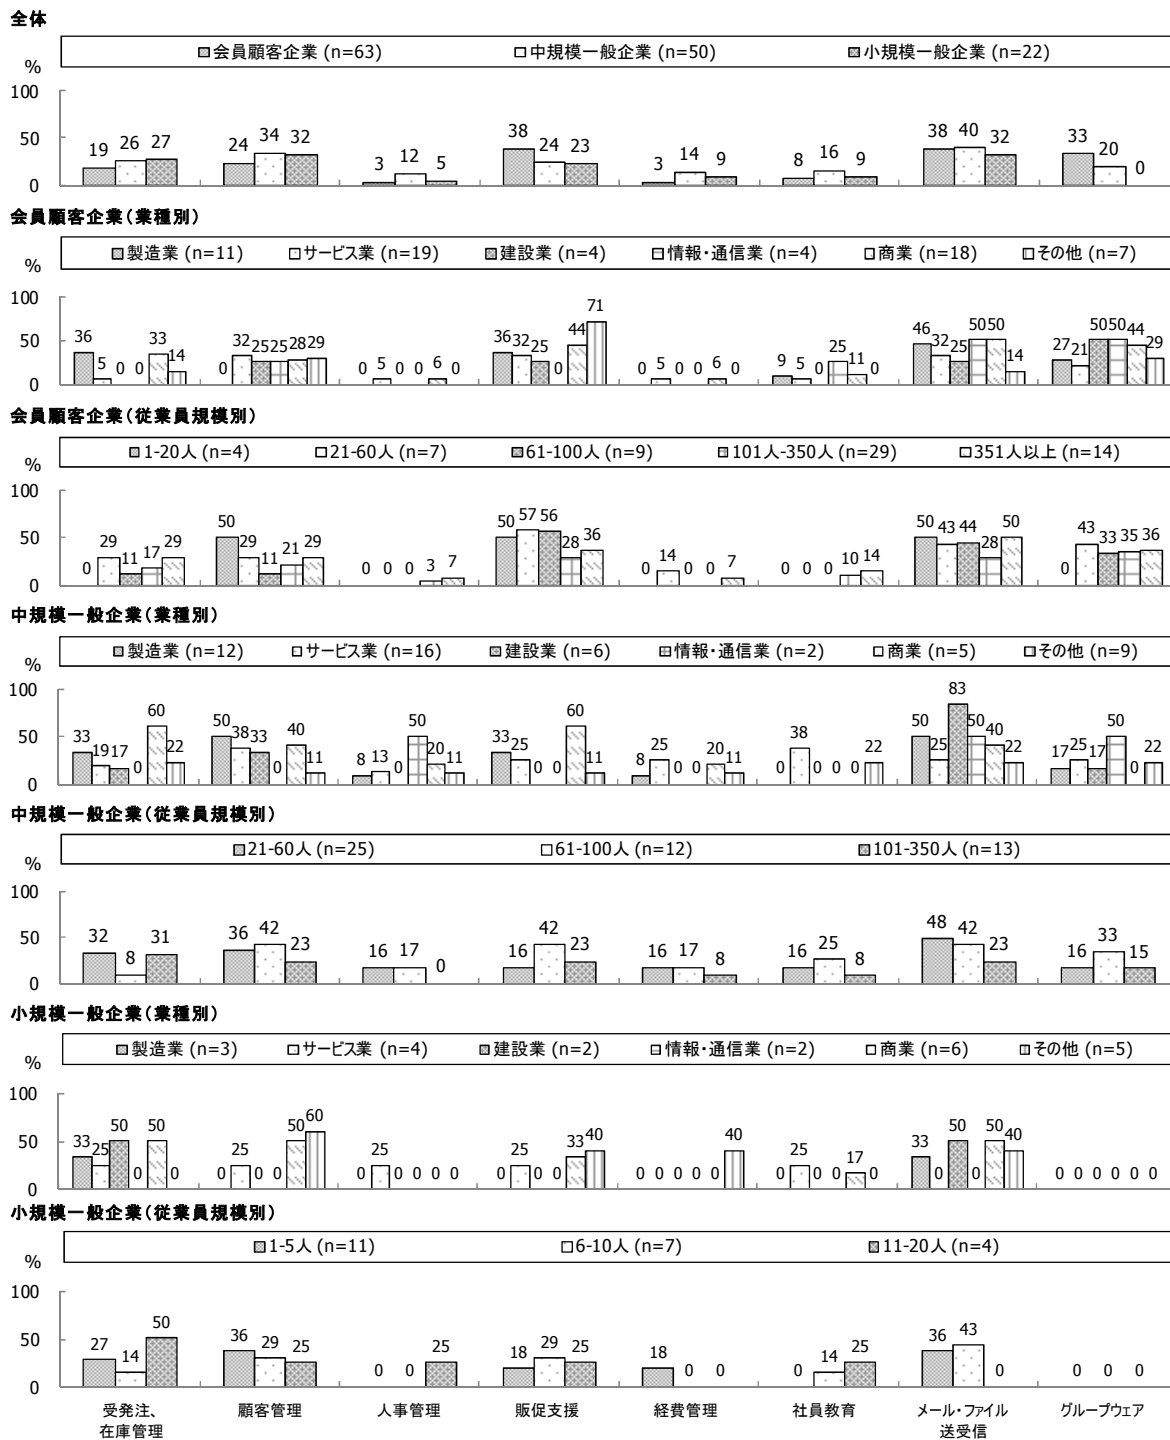 全体
会員顧客企業 (n=63) 中規模一般企業 (n=50) 小規模一般企業 (n=22)
%
100
50
0
19 26 27 24 34 32 3 12 5 38 24 23 3 14 9 8 16 9 38 40 32 33 20 0
会員顧客企業(業種別)
製造業 (n=11) サービス業 (n=19) 建設業 (n=4) 情報・通信業 (n=4) 商業 (n=18) その他 (n=7)
%
100
50
0
36 5 0 0 33 14 0 32 25 25 28 29 0 5 0 0 6 0 36 32 25 0 44 71 0 5 0 0 6 0 9 5 0 25 11 0 46 32 25 50 50 14 27 21 50 50 44 29
会員顧客企業(従業員規模別)
1-20人 (n=4) 21-60人 (n=7) 61-100人 (n=9) 101人-350人 (n=29) 351人以上 (n=14)
%
100
50
0
0 29 11 17 29 50 29 11 21 29 0 0 0 3 7 50 57 56 28 36 0 14 0 0 7 0 0 0 10 14 50 43 44 28 50 0 43 33 35 36
中規模一般企業(業種別)
製造業 (n=12) サービス業 (n=16) 建設業 (n=6) 情報・通信業 (n=2) 商業 (n=5) その他 (n=9)
%
100
50
0
33 19 17 0 60 22 50 38 33 0 40 11 8 13 0 50 20 11 33 25 0 0 60 11 8 25 0 0 20 11 0 38 0 0 0 22 50 25 83 50 40 22 17 25 17 50 0 22
中規模一般企業(従業員規模別)
21-60人 (n=25) 61-100人 (n=12) 101-350人 (n=13)
%
100
50
0
32 8 31 36 42 23 16 17 0 16 42 23 16 17 8 16 25 8 48 42 23 16 33 15
小規模一般企業(業種別)
製造業 (n=3) サービス業 (n=4) 建設業 (n=2) 情報・通信業 (n=2) 商業 (n=6) その他 (n=5)
%
100
50
0
33 25 50 0 50 0 0 25 0 0 50 60 0 25 0 0 0 0 0 25 0 0 33 40 0 0 0 0 0 40 0 25 0 0 17 0 33 0 50 0 50 40 0 0 0 0 0 0
小規模一般企業(従業員規模別)
1-5人 (n=11) 6-10人 (n=7) 11-20人 (n=4)
%
100
50
0
27 14 50 36 29 25 0 0 25 18 29 25 18 0 0 0 14 25 36 43 0 0 0 0
受発注、 顧客管理 人事管理 販促支援 経費管理 社員教育 メール・ファイル グループウェア
在庫管理 送受信